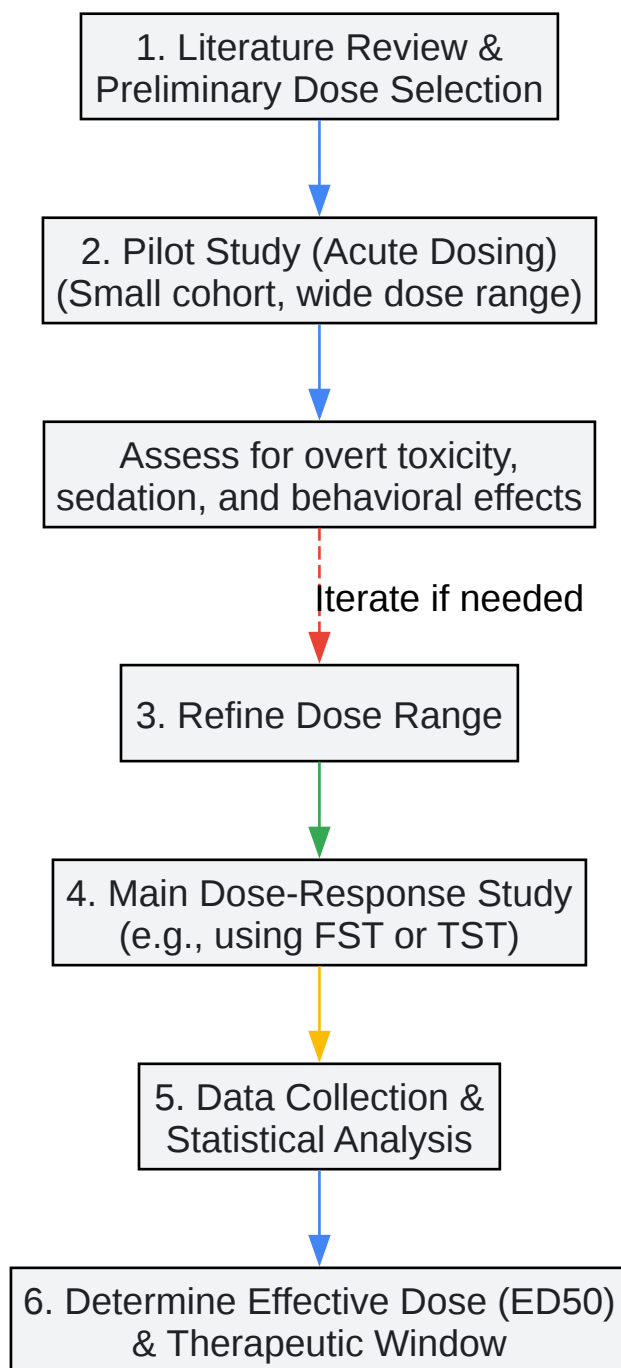 1. Literature Review &
Preliminary Dose Selection
2. Pilot Study (Acute Dosing)
(Small cohort, wide dose range)
Assess for overt toxicity,
sedation, and behavioral effects
Iterate if needed
3. Refine Dose Range
4. Main Dose-Response Study
(e.g., using FST or TST)
5. Data Collection &
Statistical Analysis
6. Determine Effective Dose (ED50)
& Therapeutic Window